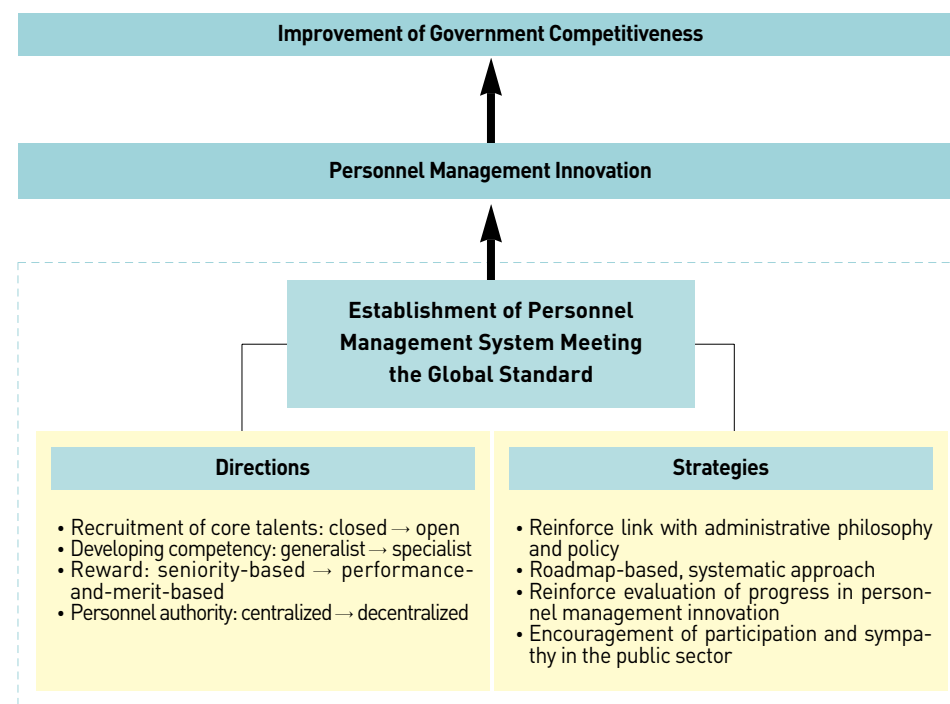 Improvement of Government Competitiveness
Personnel Management Innovation
Establishment of Personnel
Management System Meeting
the Global Standard
Directions
• Recruitment of core talents: closed → open
• Developing competency: generalist → specialist
• Reward: seniority-based → performance-
and-merit-based
• Personnel authority: centralized → decentralized
Strategies
• Reinforce link with administrative philosophy
and policy
• Roadmap-based, systematic approach
• Reinforce evaluation of progress in person-
nel management innovation
• Encouragement of participation and sympa-
thy in the public sector